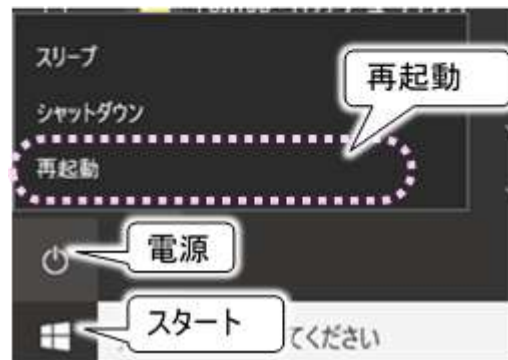 スリープ
再起動
シャットダウン
再起動
電源
スタート
てください